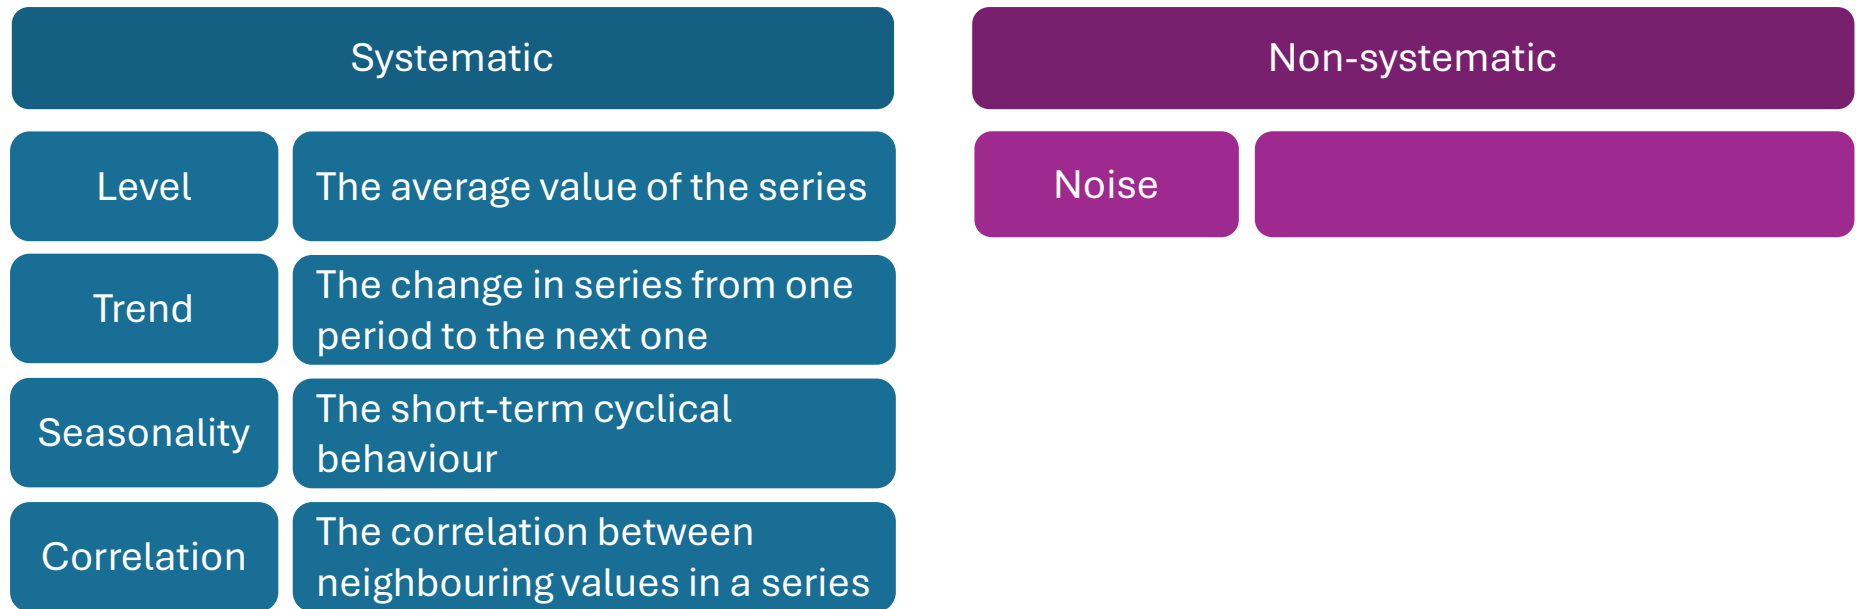 Systematic
Non-systematic
Level
The average value of the series
Noise
Trend
The change in series from one
period to the next one
Seasonality
The short-term cyclical
behaviour
Correlation
The correlation between
neighbouring values in a series